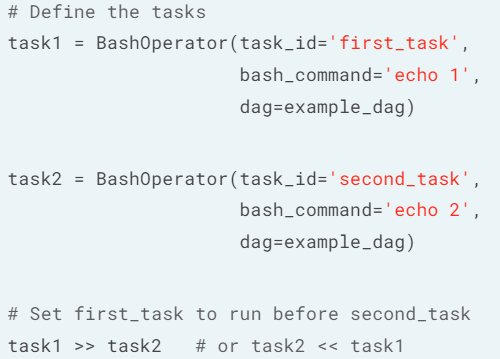 # Define the tasks
task1 = BashOperator(task_id='first_task',
                     bash_command='echo 1',
                     dag=example_dag)

task2 = BashOperator(task_id='second_task',
                     bash_command='echo 2',
                     dag=example_dag)

# Set first_task to run before second_task
task1 >> task2   # or task2 << task1